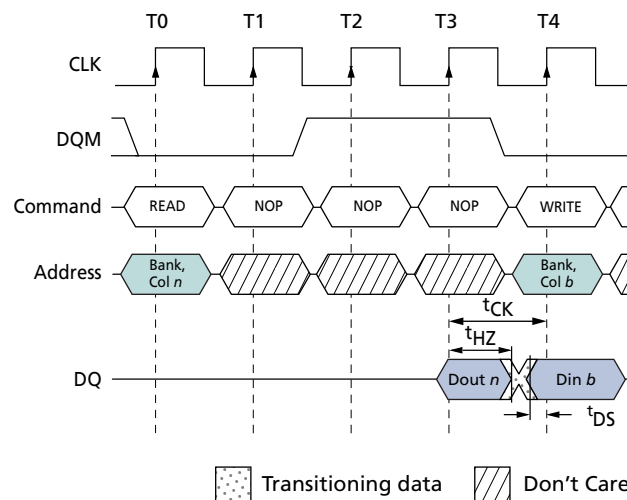 T0 T1 T2 T3 T4
CLK
DQM
Command READ NOP NOP NOP WRITE
Address Bank, Col n Bank, Col b
tCK
tHZ
DQ Dout n Din b
tDS
Transitioning data Don't Care